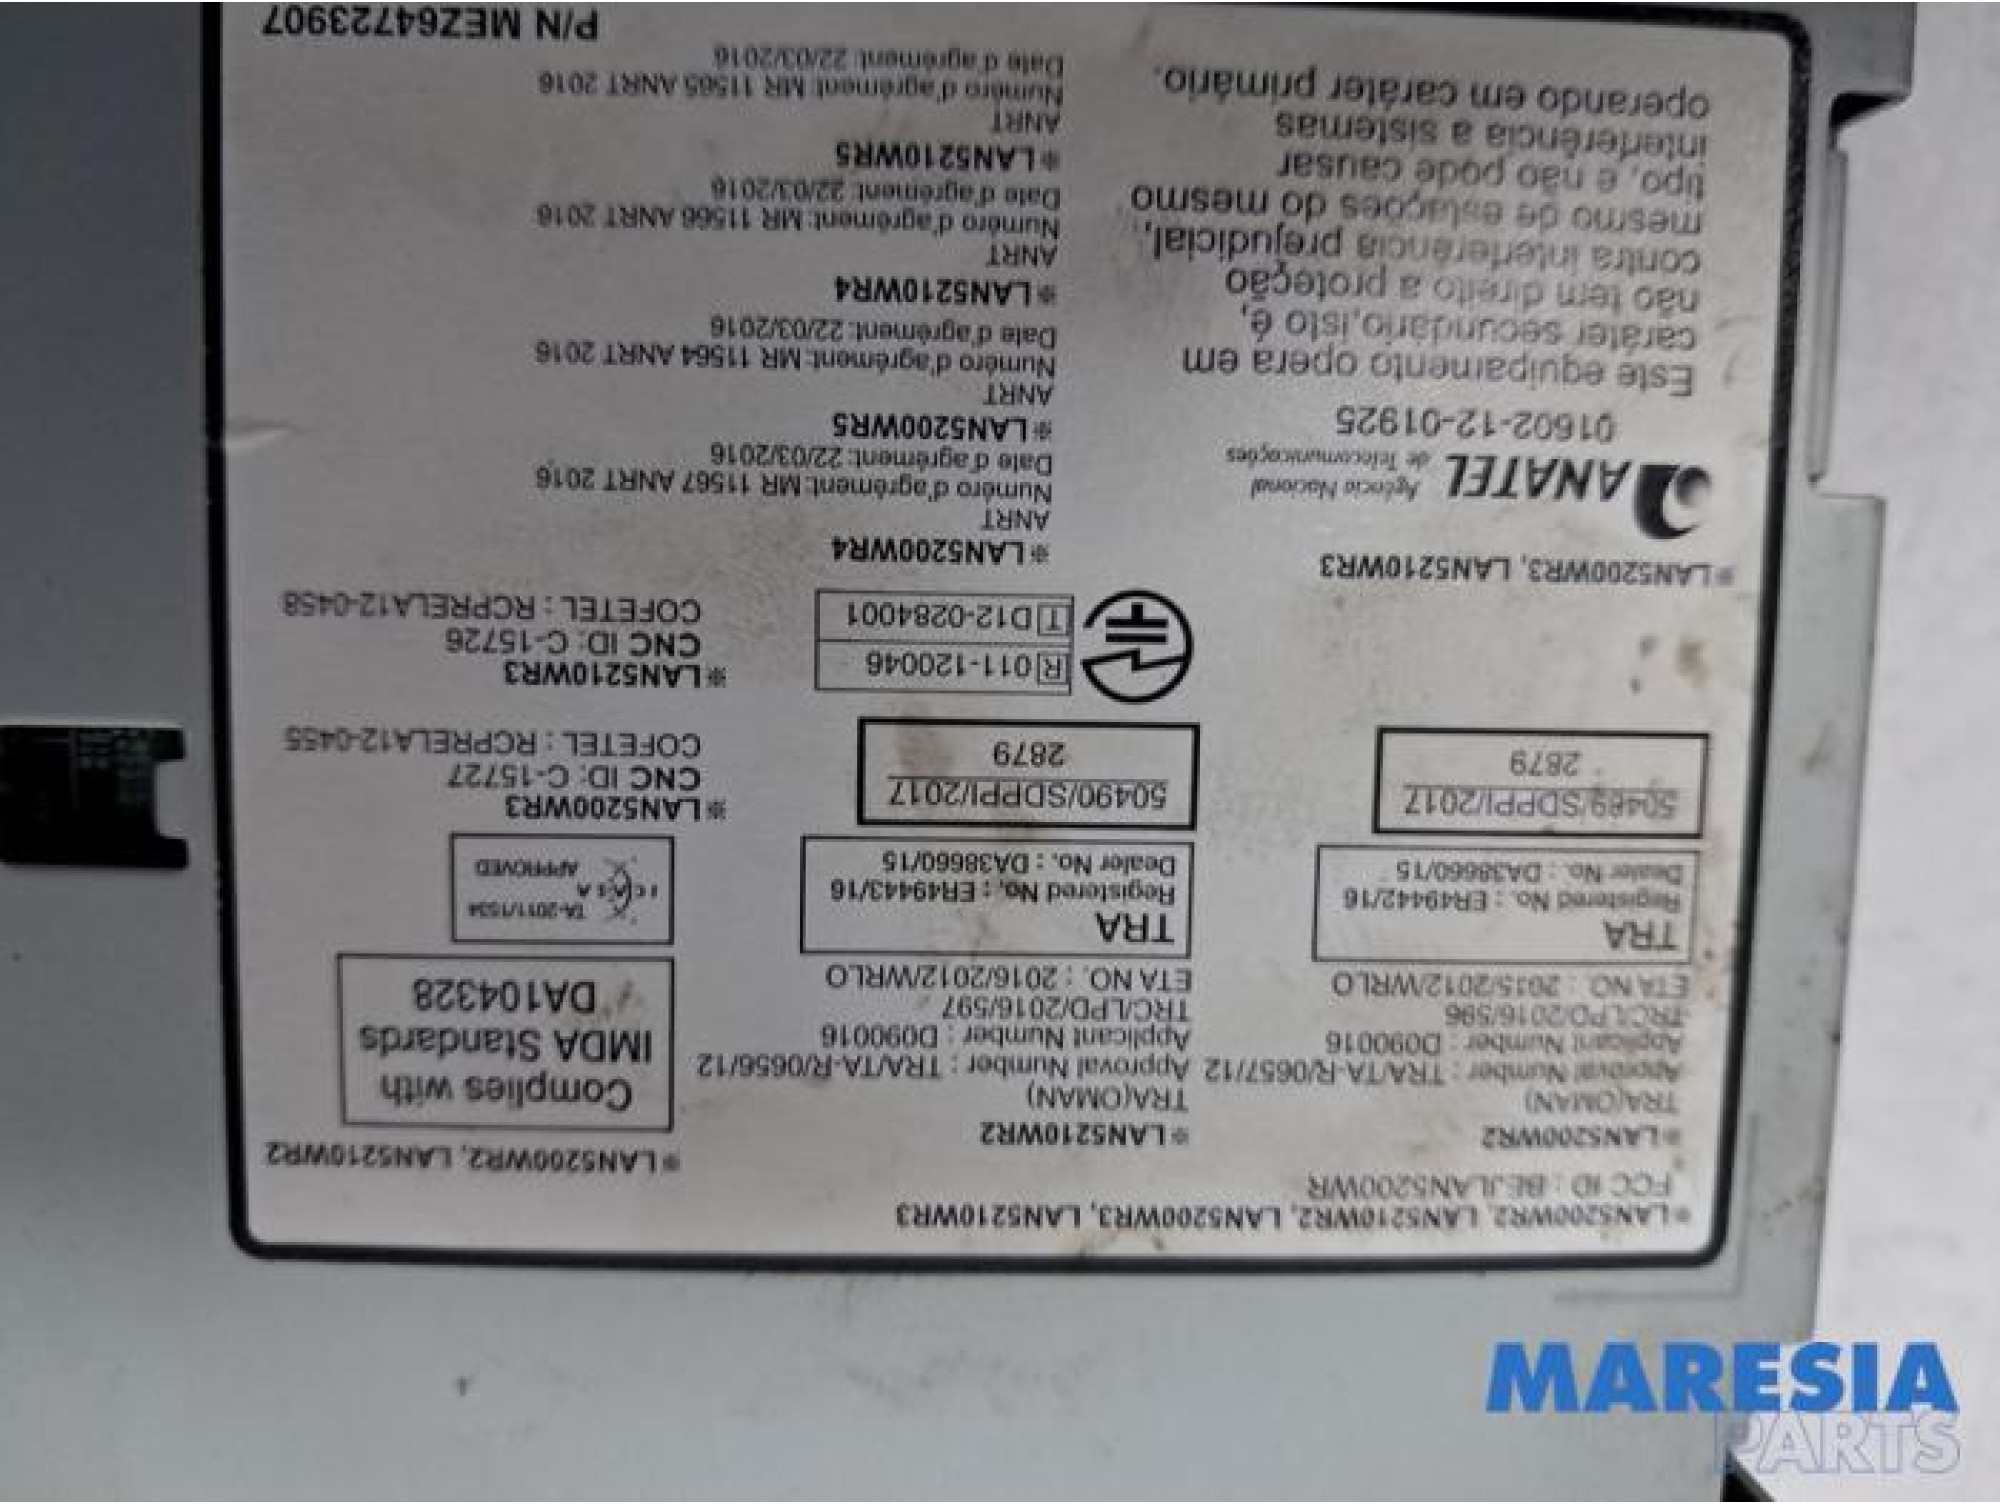 ※LAN5200WR2, LAN5210WR2, LAN5200WR3, LAN5210WR3
FCC ID : BEJLAN5200WR
※LAN5200WR2
TRA(OMAN)
Approval Number : TRA/TA-R/0657/12
Applicant Number : D090016
TRC/LPD/2016/596
ETA NO. : 2015/2012/WRLO
TRA
Registered No. : ER49442/16
Dealer No. : DA38660/15
50489/SDPPI/2017
2879
※LAN5210WR2
TRA(OMAN)
Approval Number : TRA/TA-R/0656/12
Applicant Number : D090016
TRC/LPD/2016/597
ETA NO. : 2016/2012/WRLO
TRA
Registered No. : ER49443/16
Dealer No. : DA38660/15
50490/SDPPI/2017
2879
R 011-120046
T D12-0284001
※LAN5200WR2, LAN5210WR2
Complies with
IMDA Standards
DA104328
TA-2011/1534
ICASA
APPROVED
※LAN5200WR3
CNC ID: C-15727
COFETEL : RCPRELA12-0455
※LAN5210WR3
CNC ID: C-15726
COFETEL : RCPRELA12-0458
※LAN5200WR3, LAN5210WR3
ANATEL
Agência Nacional
de Telecomunicações
01602-12-01925
Este equipamento opera em
caráter secundário,isto é,
não tem direito a proteção
contra interferência prejudicial,
mesmo de estações do mesmo
tipo, e não pode causar
interferência a sistemas
operando em caráter primário.
※LAN5200WR4
ANRT
Numéro d'agrément: MR 11567 ANRT 2016
Date d'agrément: 22/03/2016
※LAN5200WR5
ANRT
Numéro d'agrément: MR 11564 ANRT 2016
Date d'agrément: 22/03/2016
※LAN5210WR4
ANRT
Numéro d'agrément: MR 11566 ANRT 2016
Date d'agrément: 22/03/2016
※LAN5210WR5
ANRT
Numéro d'agrément: MR 11565 ANRT 2016
Date d'agrément: 22/03/2016
P/N MEZ64723907
MARESIA
PARTS